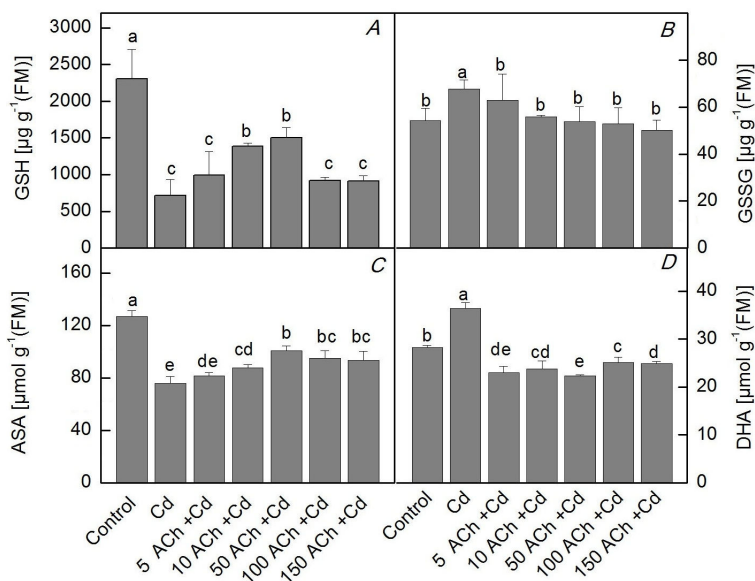 A
GSH [µg g-1(FM)]
3000
2500
2000
1500
1000
500
0
a
c
c
b
b
c
c
B
GSSG [µg g-1(FM)]
80
60
40
20
0
b
a
b
b
b
b
b
C
ASA [µmol g-1(FM)]
160
120
80
40
0
a
e
de
cd
b
bc
bc
D
DHA [µmol g-1(FM)]
40
30
20
10
0
b
a
de
cd
e
c
d
Control
Cd
5 ACh +Cd
10 ACh +Cd
50 ACh +Cd
100 ACh +Cd
150 ACh +Cd
Control
Cd
5 ACh +Cd
10 ACh +Cd
50 ACh +Cd
100 ACh +Cd
150 ACh +Cd